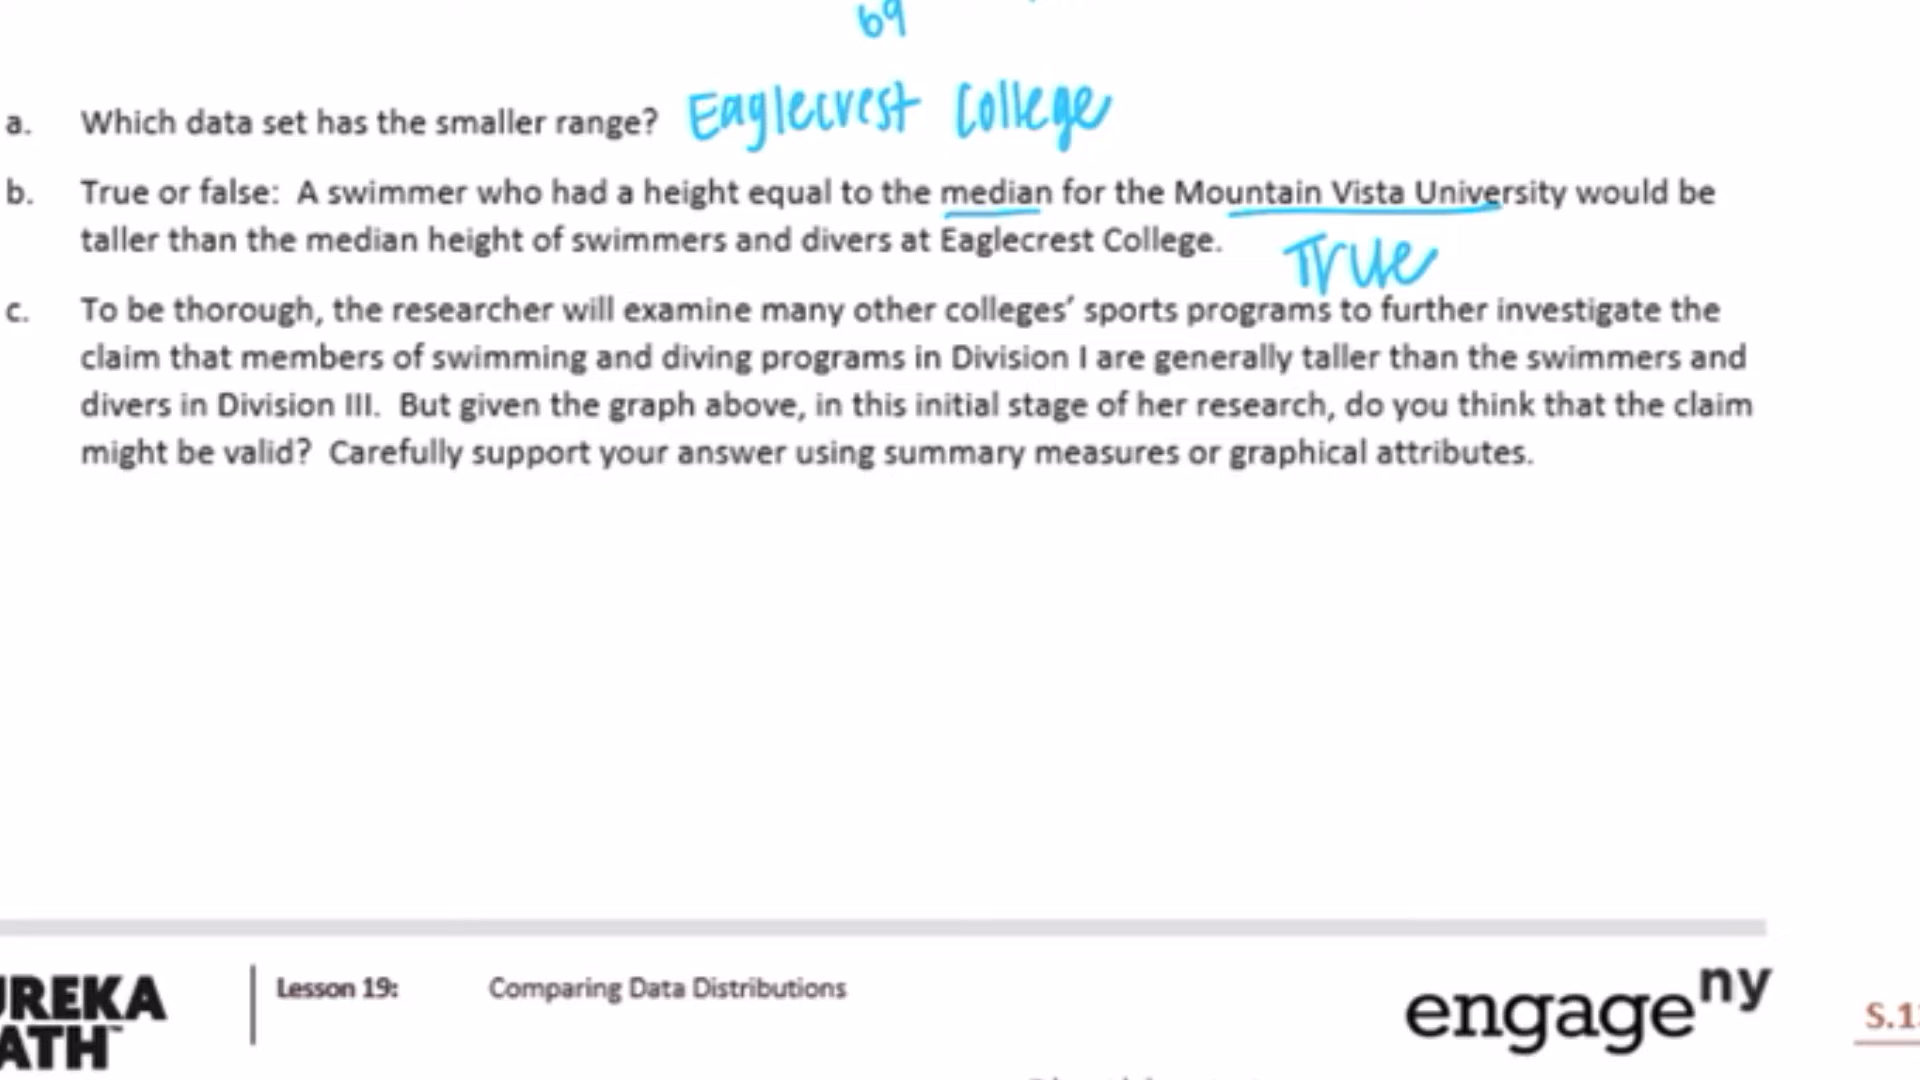 69
a. Which data set has the smaller range? Eaglecrest College
b. True or false: A swimmer who had a height equal to the median for the Mountain Vista University would be
taller than the median height of swimmers and divers at Eaglecrest College. True
c. To be thorough, the researcher will examine many other colleges’ sports programs to further investigate the
claim that members of swimming and diving programs in Division I are generally taller than the swimmers and
divers in Division III. But given the graph above, in this initial stage of her research, do you think that the claim
might be valid? Carefully support your answer using summary measures or graphical attributes.
UREKA
ATH™
Lesson 19: Comparing Data Distributions
engage ny
S.1